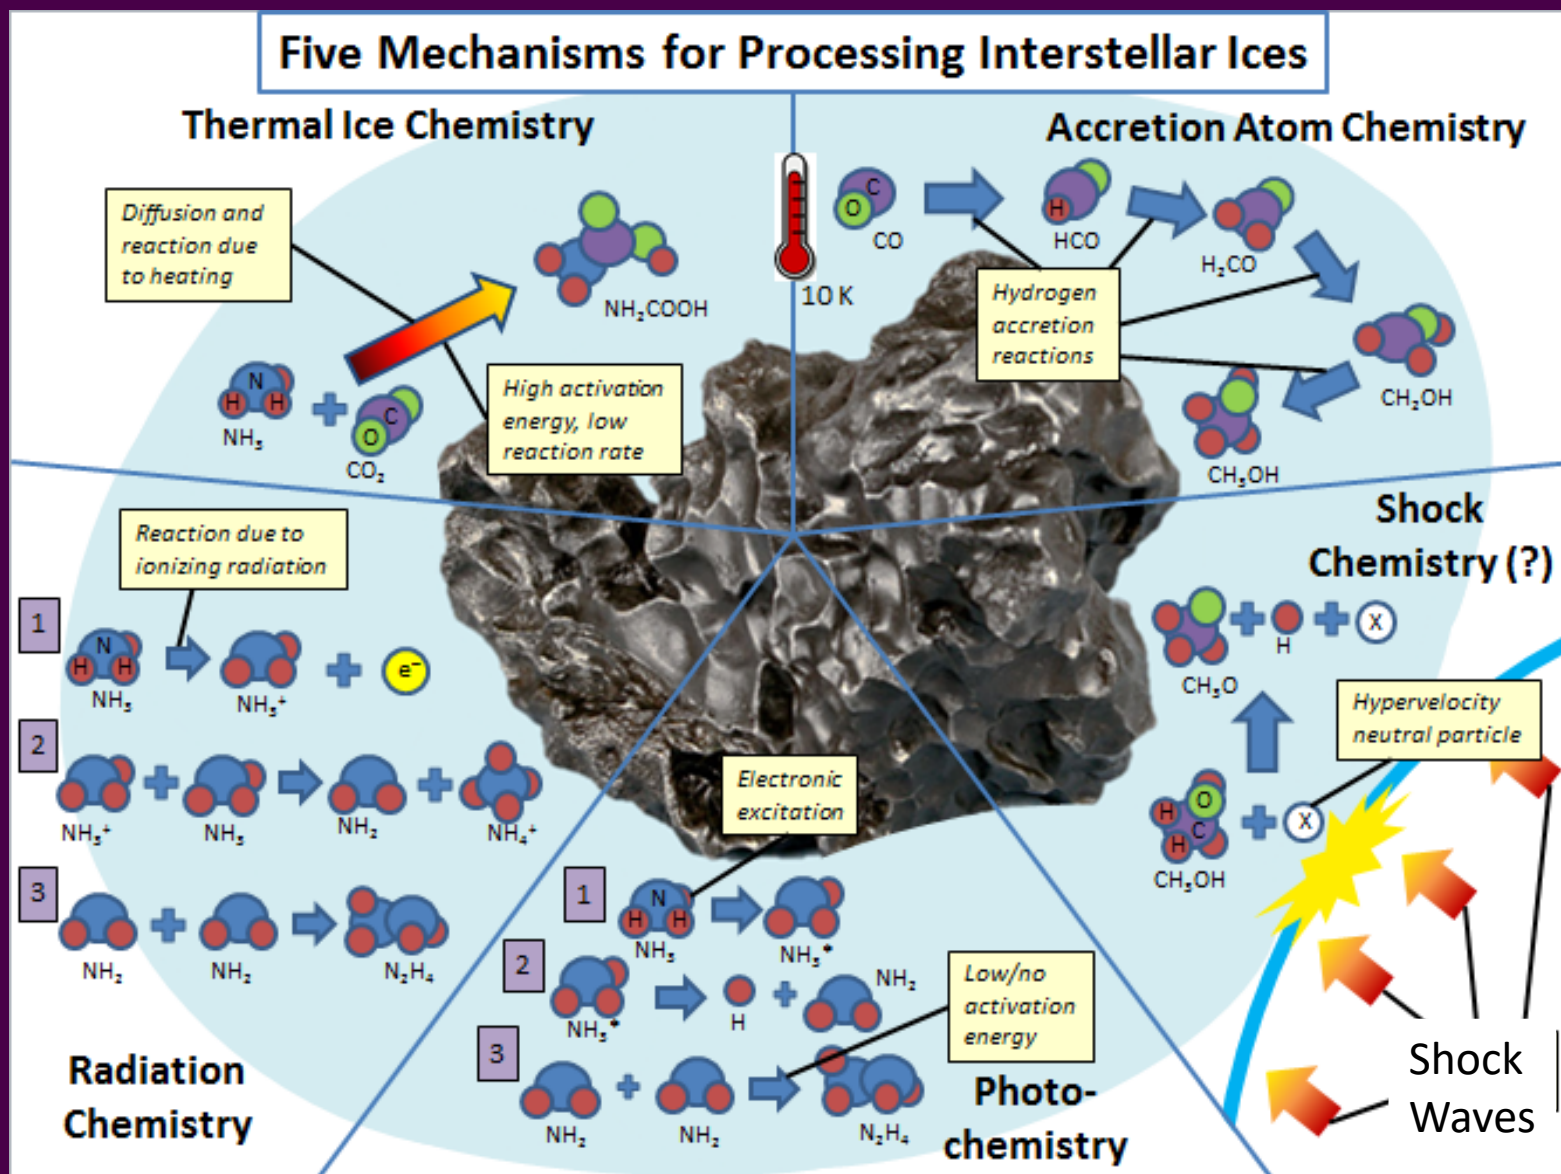 Five Mechanisms for Processing Interstellar Ices
Thermal Ice Chemistry
Diffusion and
reaction due
to heating
NH₂COOH
High activation
energy, low
reaction rate
N
H H
NH₃
C
O
CO₂
10 K
Accretion Atom Chemistry
C
O
CO
H
HCO
H₂CO
Hydrogen
accretion
reactions
CH₂OH
CH₃OH
Shock
Chemistry (?)
X
H
CH₃O
Hypervelocity
neutral particle
O
H
C
H
X
CH₃OH
Shock
Waves
Reaction due to
ionizing radiation
1
N
H H
NH₃
NH₃⁺
e⁻
2
NH₃⁺
NH₃
NH₂
NH₄⁺
3
NH₂
NH₂
N₂H₄
Radiation
Chemistry
Electronic
excitation
1
N
H H
NH₃
NH₃*
2
NH₃*
H
NH₂
Low/no
activation
energy
3
NH₂
NH₂
N₂H₄
Photo-
chemistry